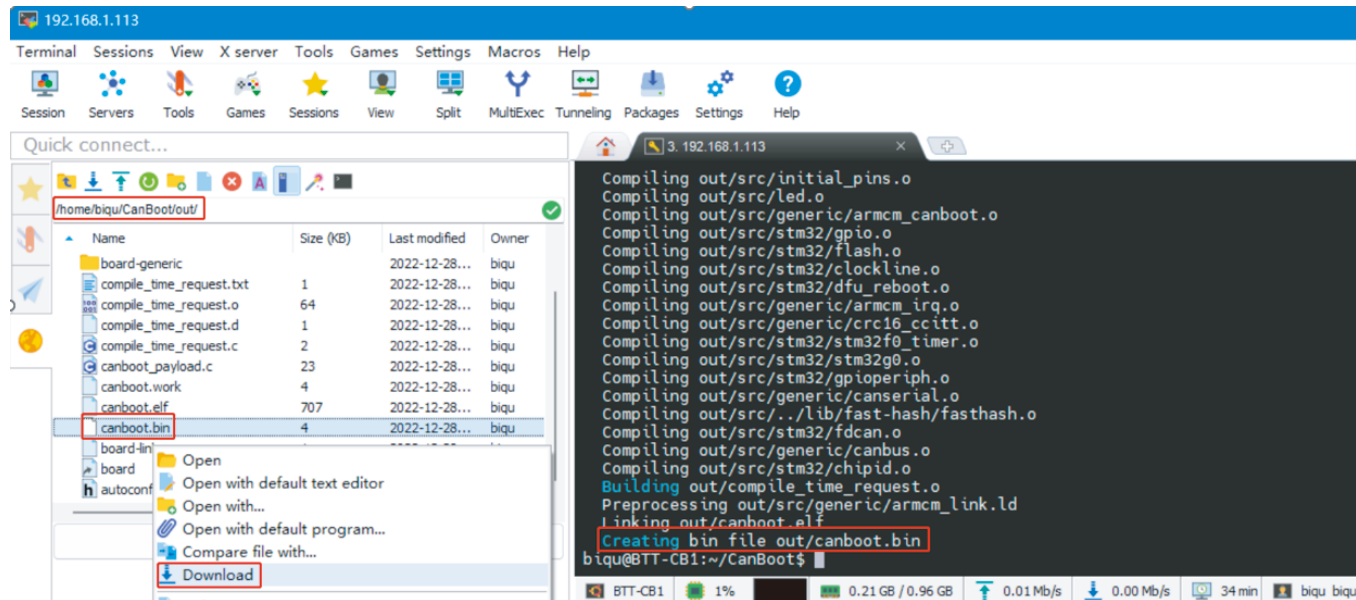 192.168.1.113
Terminal Sessions View X server Tools Games Settings Macros Help
Session Servers Tools Games Sessions View Split MultiExec Tunneling Packages Settings Help
Quick connect...
3. 192.168.1.113
/home/biqu/CanBoot/out/
Name Size (KB) Last modified Owner
board-generic 2022-12-28... biqu
compile_time_request.txt 1 2022-12-28... biqu
compile_time_request.o 64 2022-12-28... biqu
compile_time_request.d 1 2022-12-28... biqu
compile_time_request.c 2 2022-12-28... biqu
canboot_payload.c 23 2022-12-28... biqu
canboot.work 4 2022-12-28... biqu
canboot.elf 707 2022-12-28... biqu
canboot.bin 4 2022-12-28... biqu
board-lin
board
autoconf
Open
Open with default text editor
Open with...
Open with default program...
Compare file with...
Download
Compiling out/src/initial_pins.o
Compiling out/src/led.o
Compiling out/src/generic/armcm_canboot.o
Compiling out/src/stm32/gpio.o
Compiling out/src/stm32/flash.o
Compiling out/src/stm32/clockline.o
Compiling out/src/stm32/dfu_reboot.o
Compiling out/src/generic/armcm_irq.o
Compiling out/src/generic/crc16_ccitt.o
Compiling out/src/stm32/stm32f0_timer.o
Compiling out/src/stm32/stm32g0.o
Compiling out/src/stm32/gpioperiph.o
Compiling out/src/generic/canserial.o
Compiling out/src/../lib/fast-hash/fasthash.o
Compiling out/src/stm32/fdcan.o
Compiling out/src/generic/canbus.o
Compiling out/src/stm32/chipid.o
Building out/compile_time_request.o
Preprocessing out/src/generic/armcm_link.ld
Linking out/canboot.elf
Creating bin file out/canboot.bin
biqu@BTT-CB1:~/CanBoot$
BTT-CB1 1% 0.21 GB / 0.96 GB 0.01 Mb/s 0.00 Mb/s 34 min biqu biqu